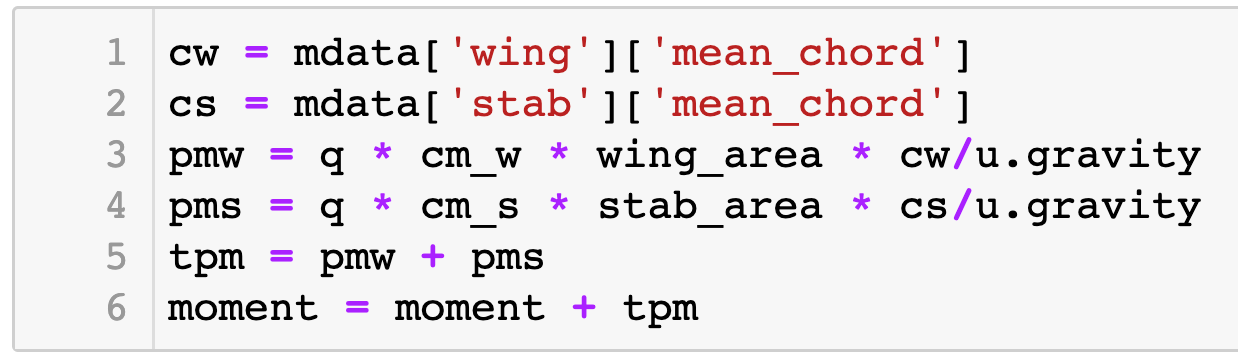 1 cw = mdata['wing']['mean_chord']
2 cs = mdata['stab']['mean_chord']
3 pmw = q * cm_w * wing_area * cw/u.gravity
4 pms = q * cm_s * stab_area * cs/u.gravity
5 tpm = pmw + pms
6 moment = moment + tpm